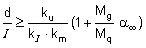 d/I ≥ k_u/(k_I · k_m) (1 + M_g/M_q α_∞)